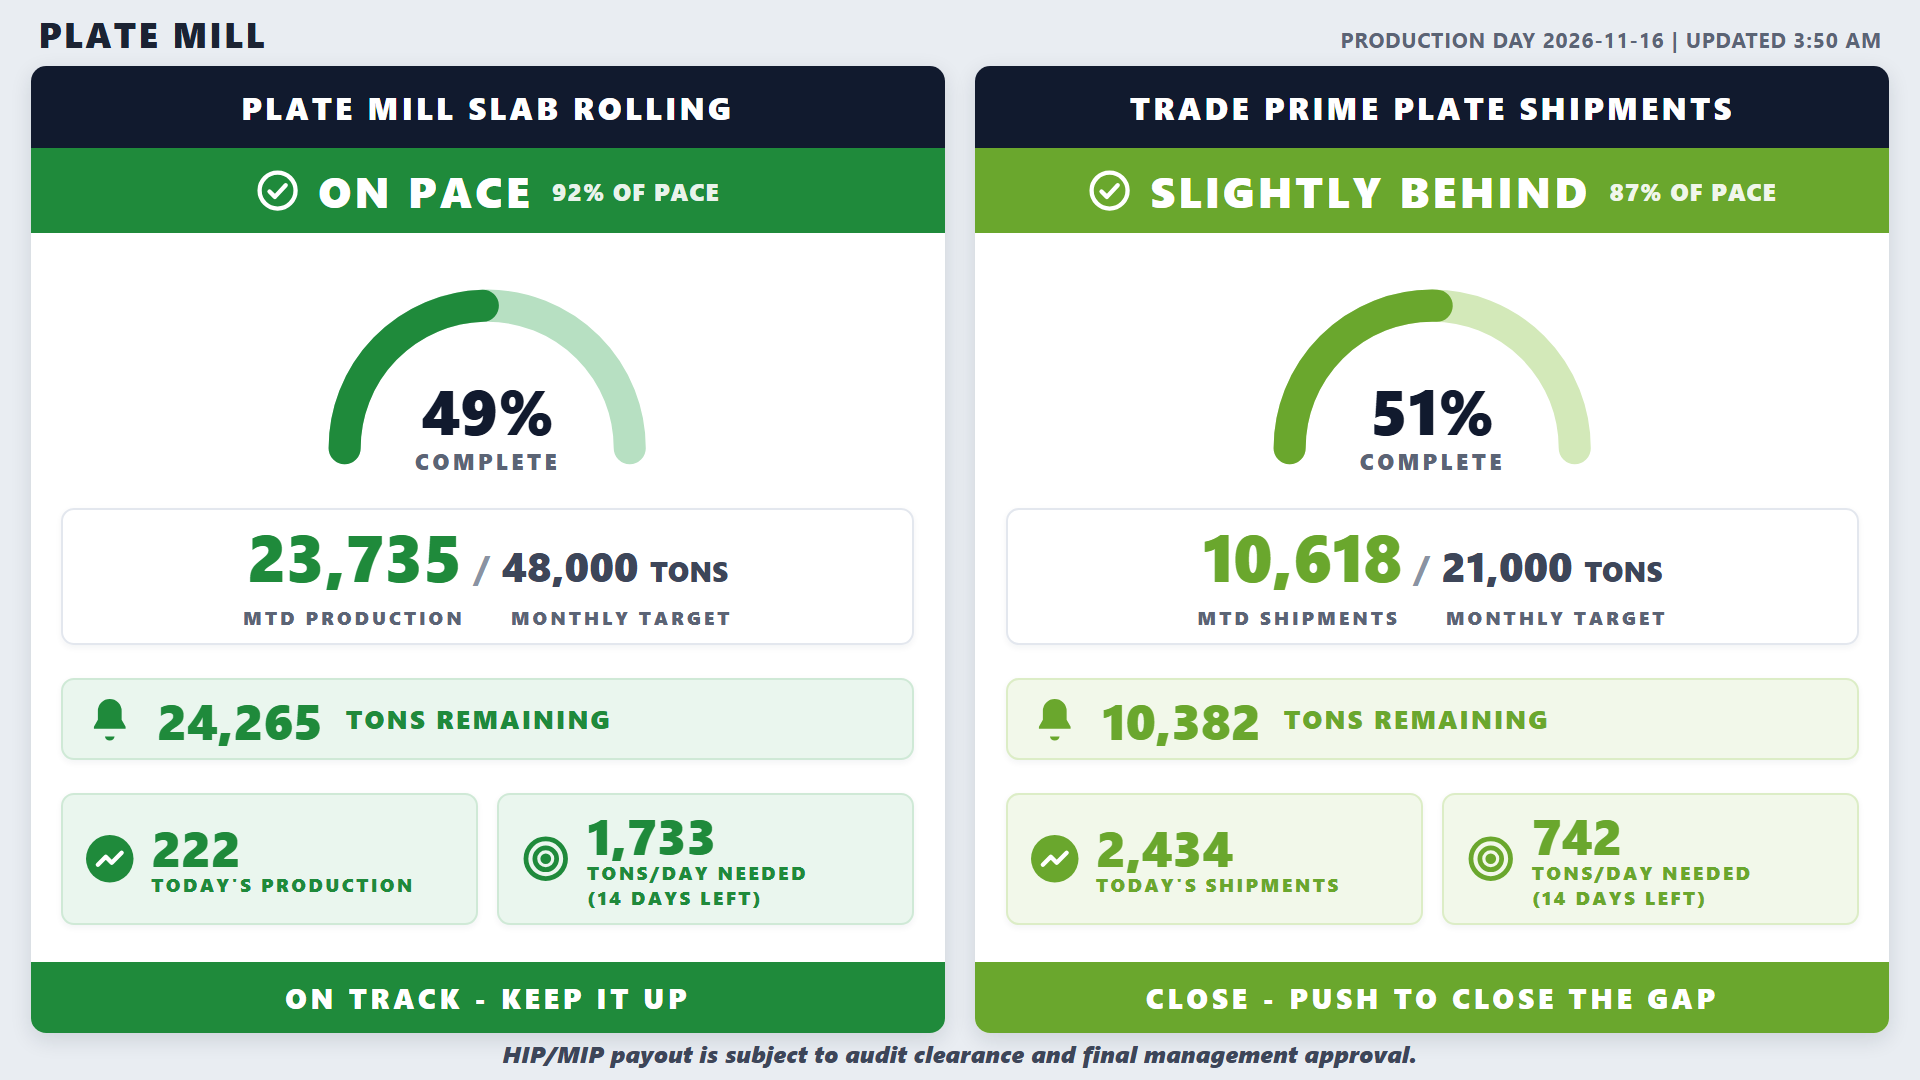 PLATE MILL
PRODUCTION DAY 2026-11-16 | UPDATED 3:50 AM
PLATE MILL SLAB ROLLING
ON PACE 92% OF PACE
49%
COMPLETE
23,735 / 48,000 TONS
MTD PRODUCTION MONTHLY TARGET
24,265 TONS REMAINING
222
TODAY'S PRODUCTION
1,733
TONS/DAY NEEDED
(14 DAYS LEFT)
ON TRACK - KEEP IT UP
TRADE PRIME PLATE SHIPMENTS
SLIGHTLY BEHIND 87% OF PACE
51%
COMPLETE
10,618 / 21,000 TONS
MTD SHIPMENTS MONTHLY TARGET
10,382 TONS REMAINING
2,434
TODAY'S SHIPMENTS
742
TONS/DAY NEEDED
(14 DAYS LEFT)
CLOSE - PUSH TO CLOSE THE GAP
HIP/MIP payout is subject to audit clearance and final management approval.